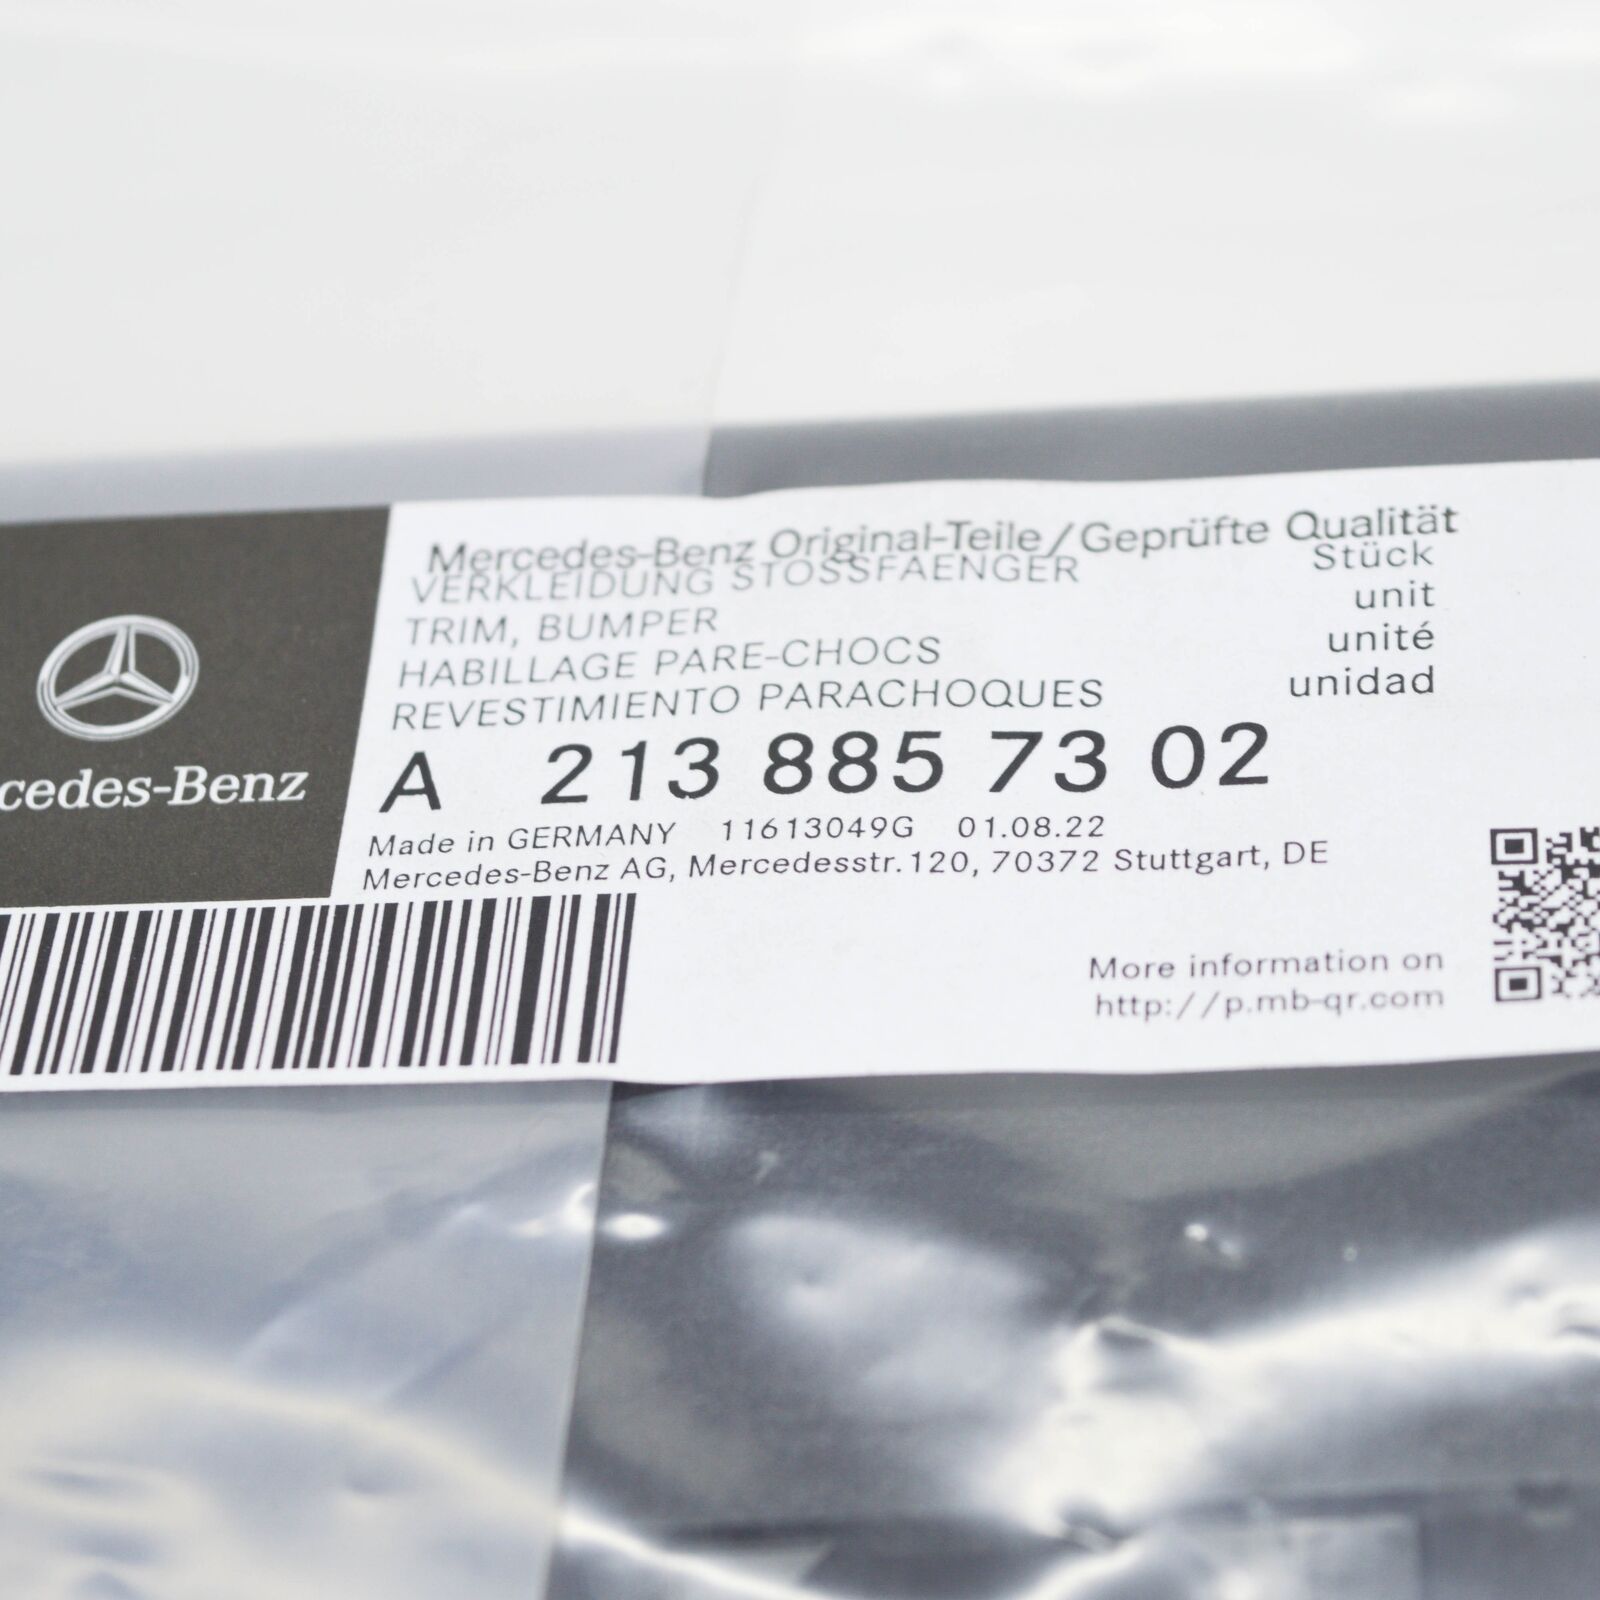 Mercedes-Benz Original-Teile/Geprüfte Qualität
VERKLEIDUNG STOSSFAENGER Stück
TRIM, BUMPER unit
HABILLAGE PARE-CHOCS unité
REVESTIMIENTO PARACHOQUES unidad
A 213 885 73 02
cedes-Benz
Made in GERMANY 11613049G 01.08.22
Mercedes-Benz AG, Mercedesstr. 120, 70372 Stuttgart, DE
More information on
http://p.mb-qr.com